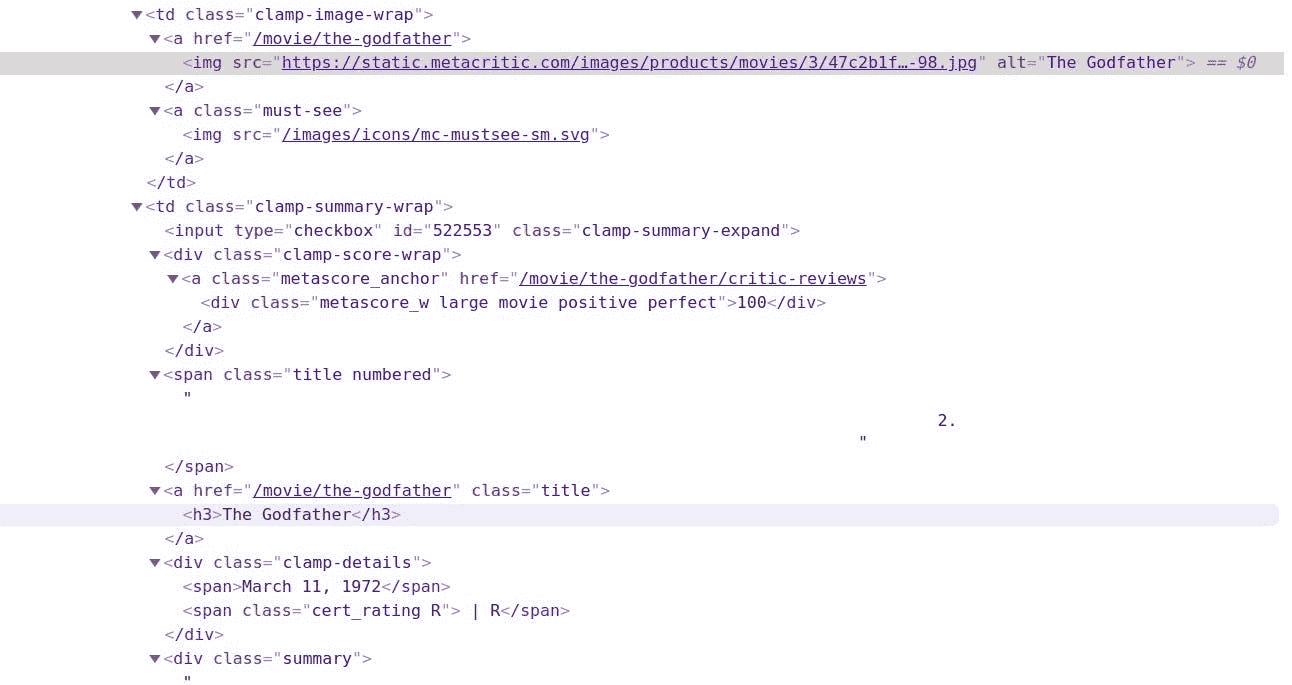 ▼<td class="clamp-image-wrap">
▼<a href="/movie/the-godfather">
<img src="https://static.metacritic.com/images/products/movies/3/47c2b1f…-98.jpg" alt="The Godfather"> == $0
</a>
▼<a class="must-see">
<img src="/images/icons/mc-mustsee-sm.svg">
</a>
</td>
▼<td class="clamp-summary-wrap">
<input type="checkbox" id="522553" class="clamp-summary-expand">
▼<div class="clamp-score-wrap">
▼<a class="metascore_anchor" href="/movie/the-godfather/critic-reviews">
<div class="metascore_w large movie positive perfect">100</div>
</a>
</div>
▼<span class="title numbered">
"
2.
"
</span>
▼<a href="/movie/the-godfather" class="title">
<h3>The Godfather</h3>
</a>
▼<div class="clamp-details">
<span>March 11, 1972</span>
<span class="cert_rating R"> | R</span>
</div>
▼<div class="summary">
"